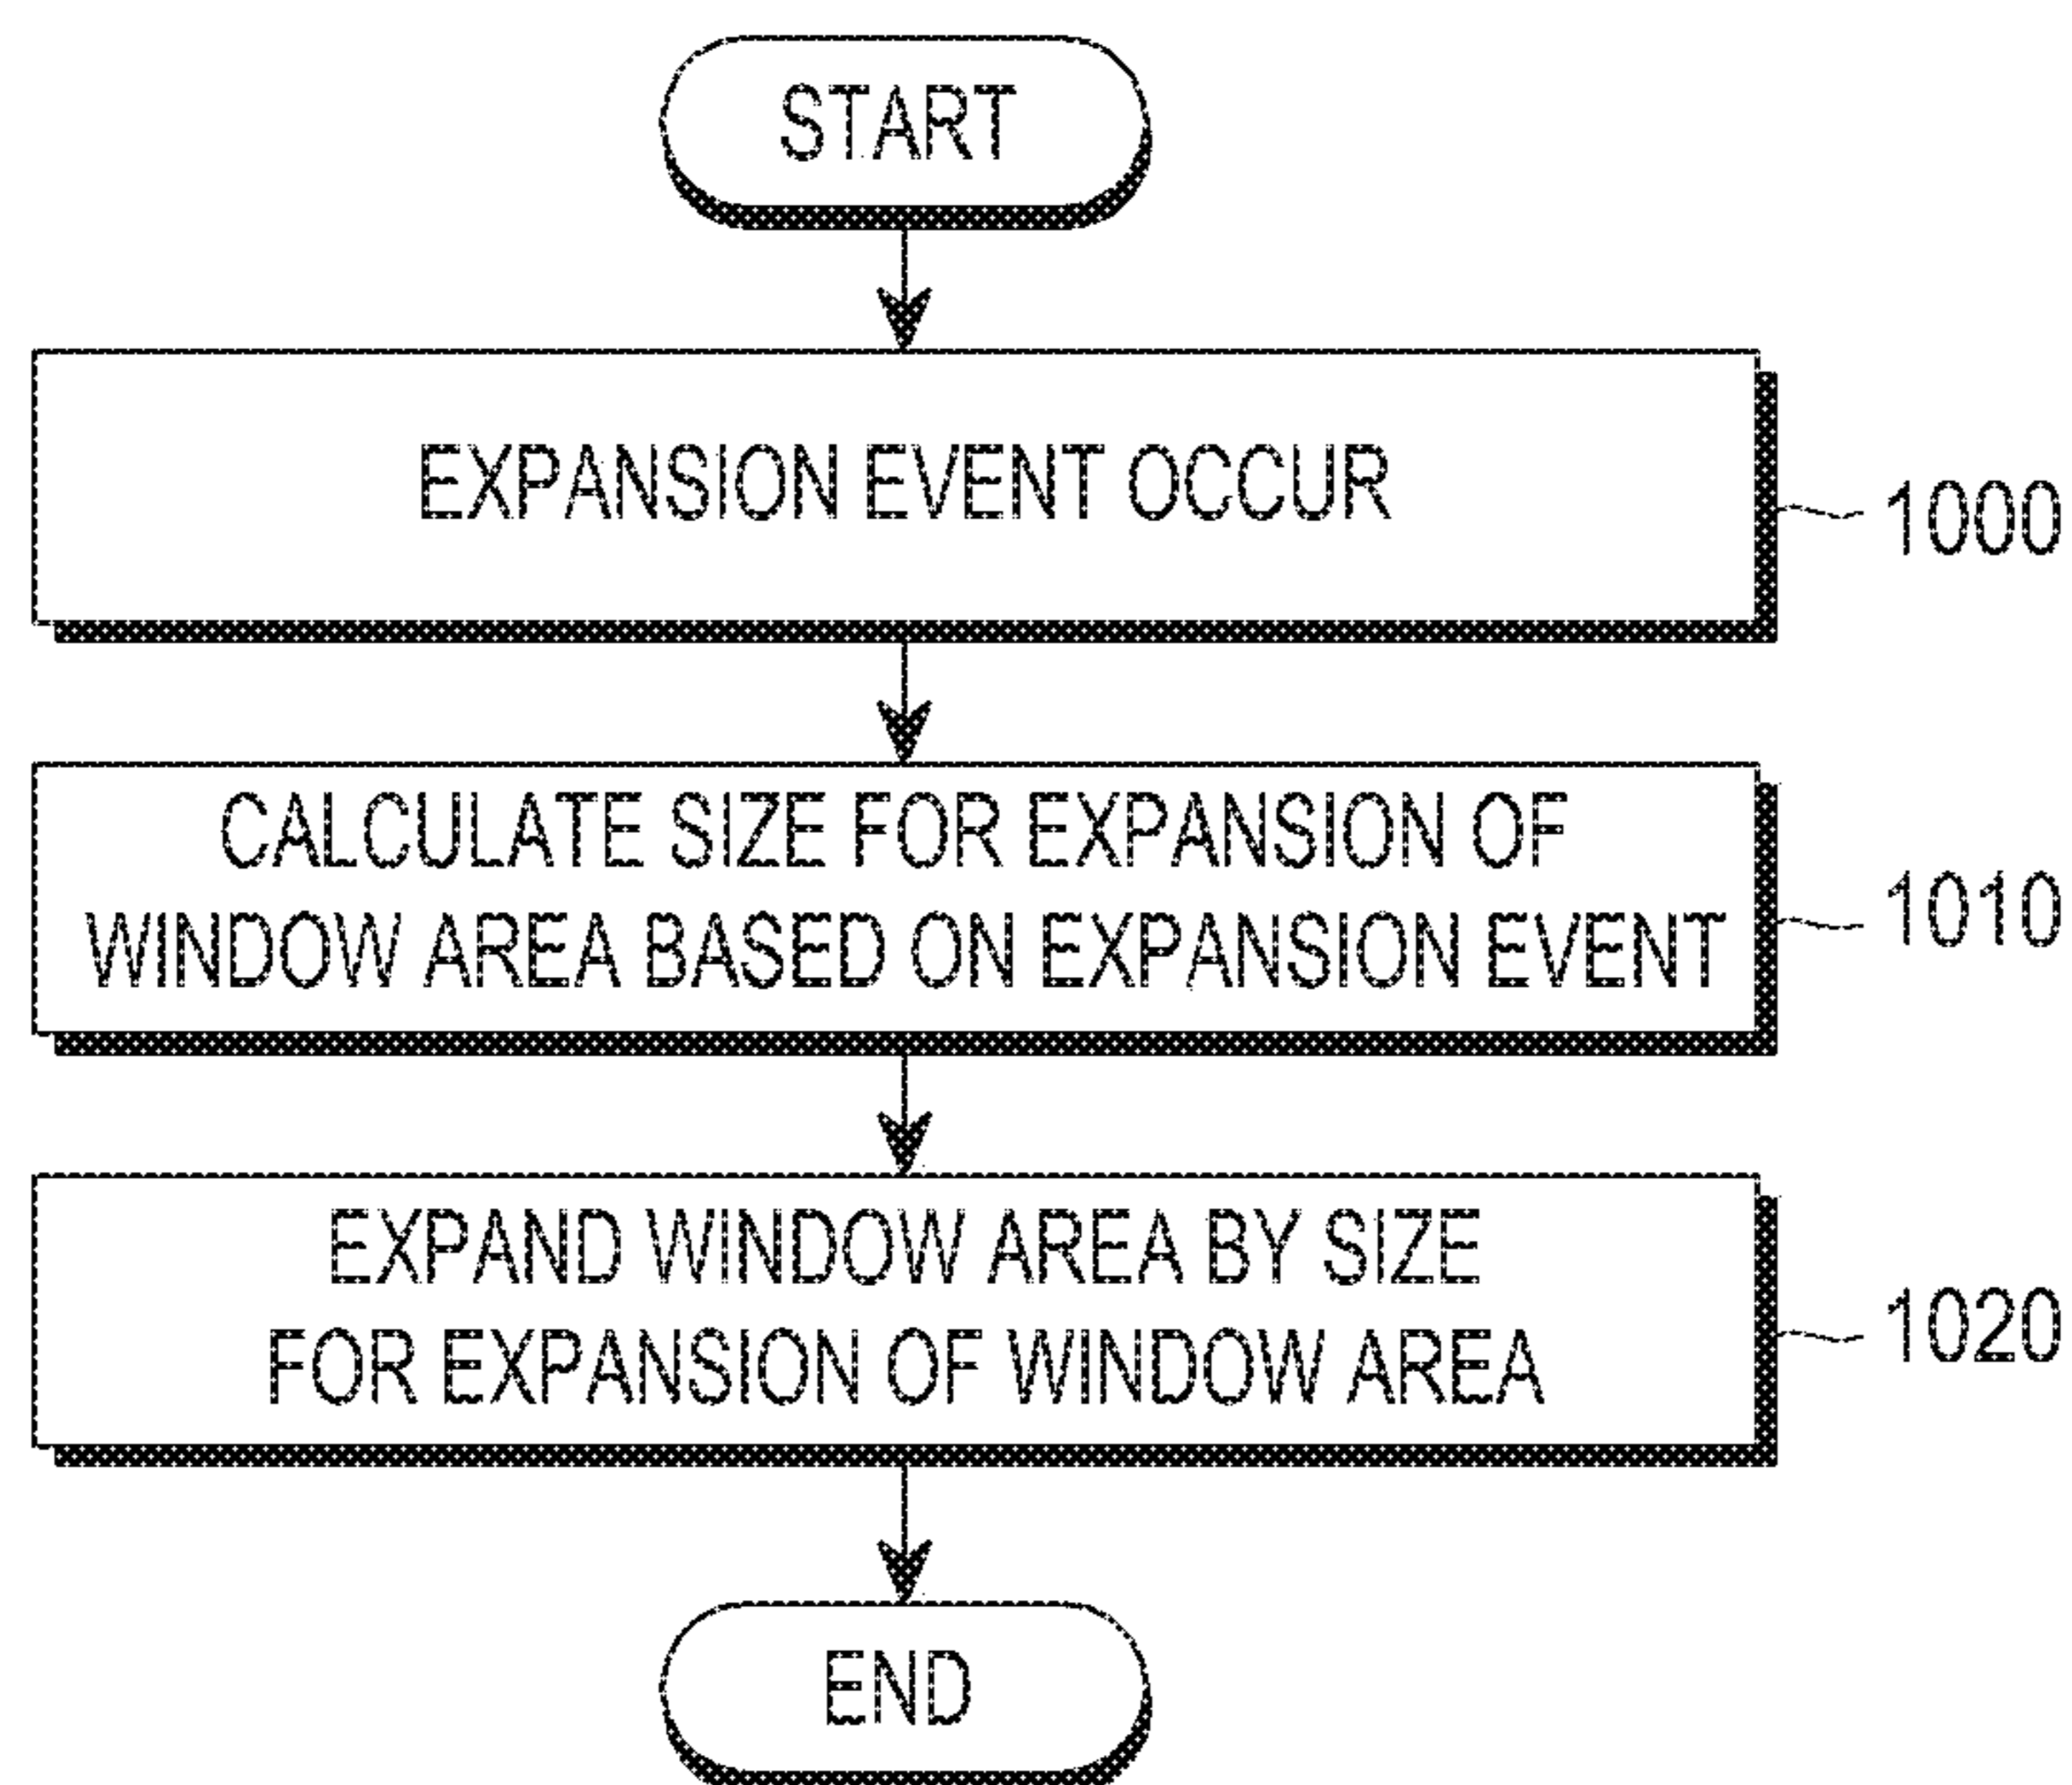 START
EXPANSION EVENT OCCUR
1000
CALCULATE SIZE FOR EXPANSION OF
WINDOW AREA BASED ON EXPANSION EVENT
1010
EXPAND WINDOW AREA BY SIZE
FOR EXPANSION OF WINDOW AREA
1020
END